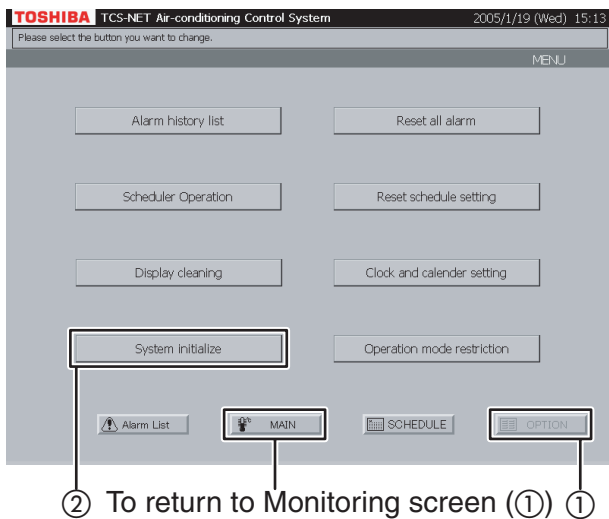 TOSHIBA TCS-NET Air-conditioning Control System 2005/1/19 (Wed) 15:13
Please select the button you want to change.
MENU
Alarm history list Reset all alarm
Scheduler Operation Reset schedule setting
Display cleaning Clock and calender setting
System initialize Operation mode restriction
Alarm List MAIN SCHEDULE OPTION
② To return to Monitoring screen (①) ①